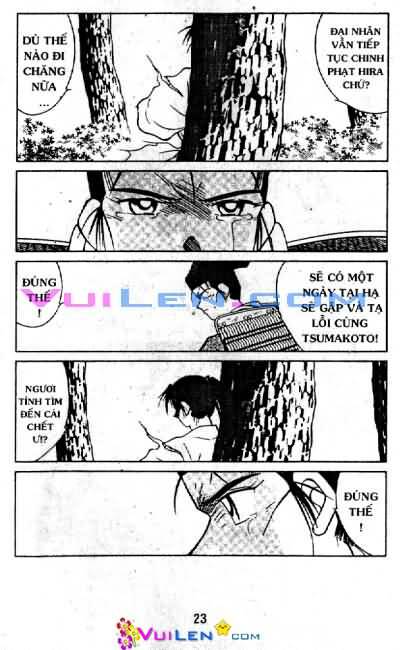 DÙ THẾ
NÀO ĐI
CHĂNG
NỮA
...
ĐẠI NHÂN
VẪN TIẾP
TỤC CHINH
PHẠT HIRA
CHỨ?
ĐÚNG
THẾ
!
SẼ CÓ MỘT
NGÀY TẠI HẠ
SẼ GẶP VÀ TẠ
LỖI CÙNG
TSUMAKOTO!
VUILEN.COM
NGƯƠI
TÍNH TÌM
ĐẾN CÁI
CHẾT
Ư!?
ĐÚNG
THẾ
!
23
VUILEN.COM